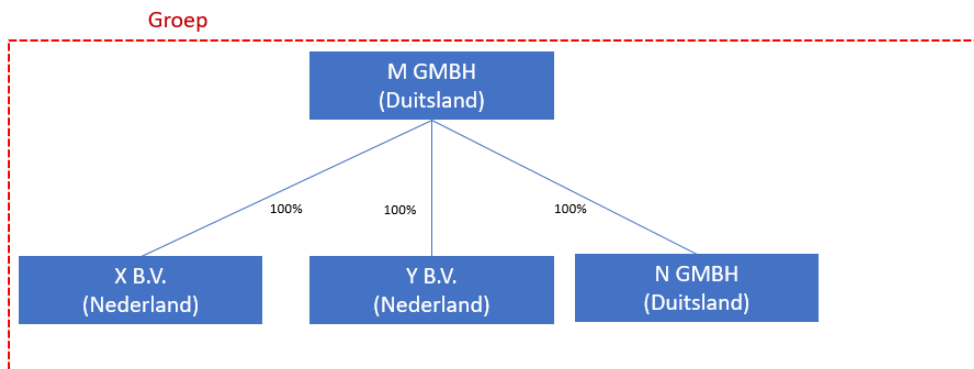 Groep
M GMBH
(Duitsland)
100%
100%
100%
X B.V.
(Nederland)
Y B.V.
(Nederland)
N GMBH
(Duitsland)